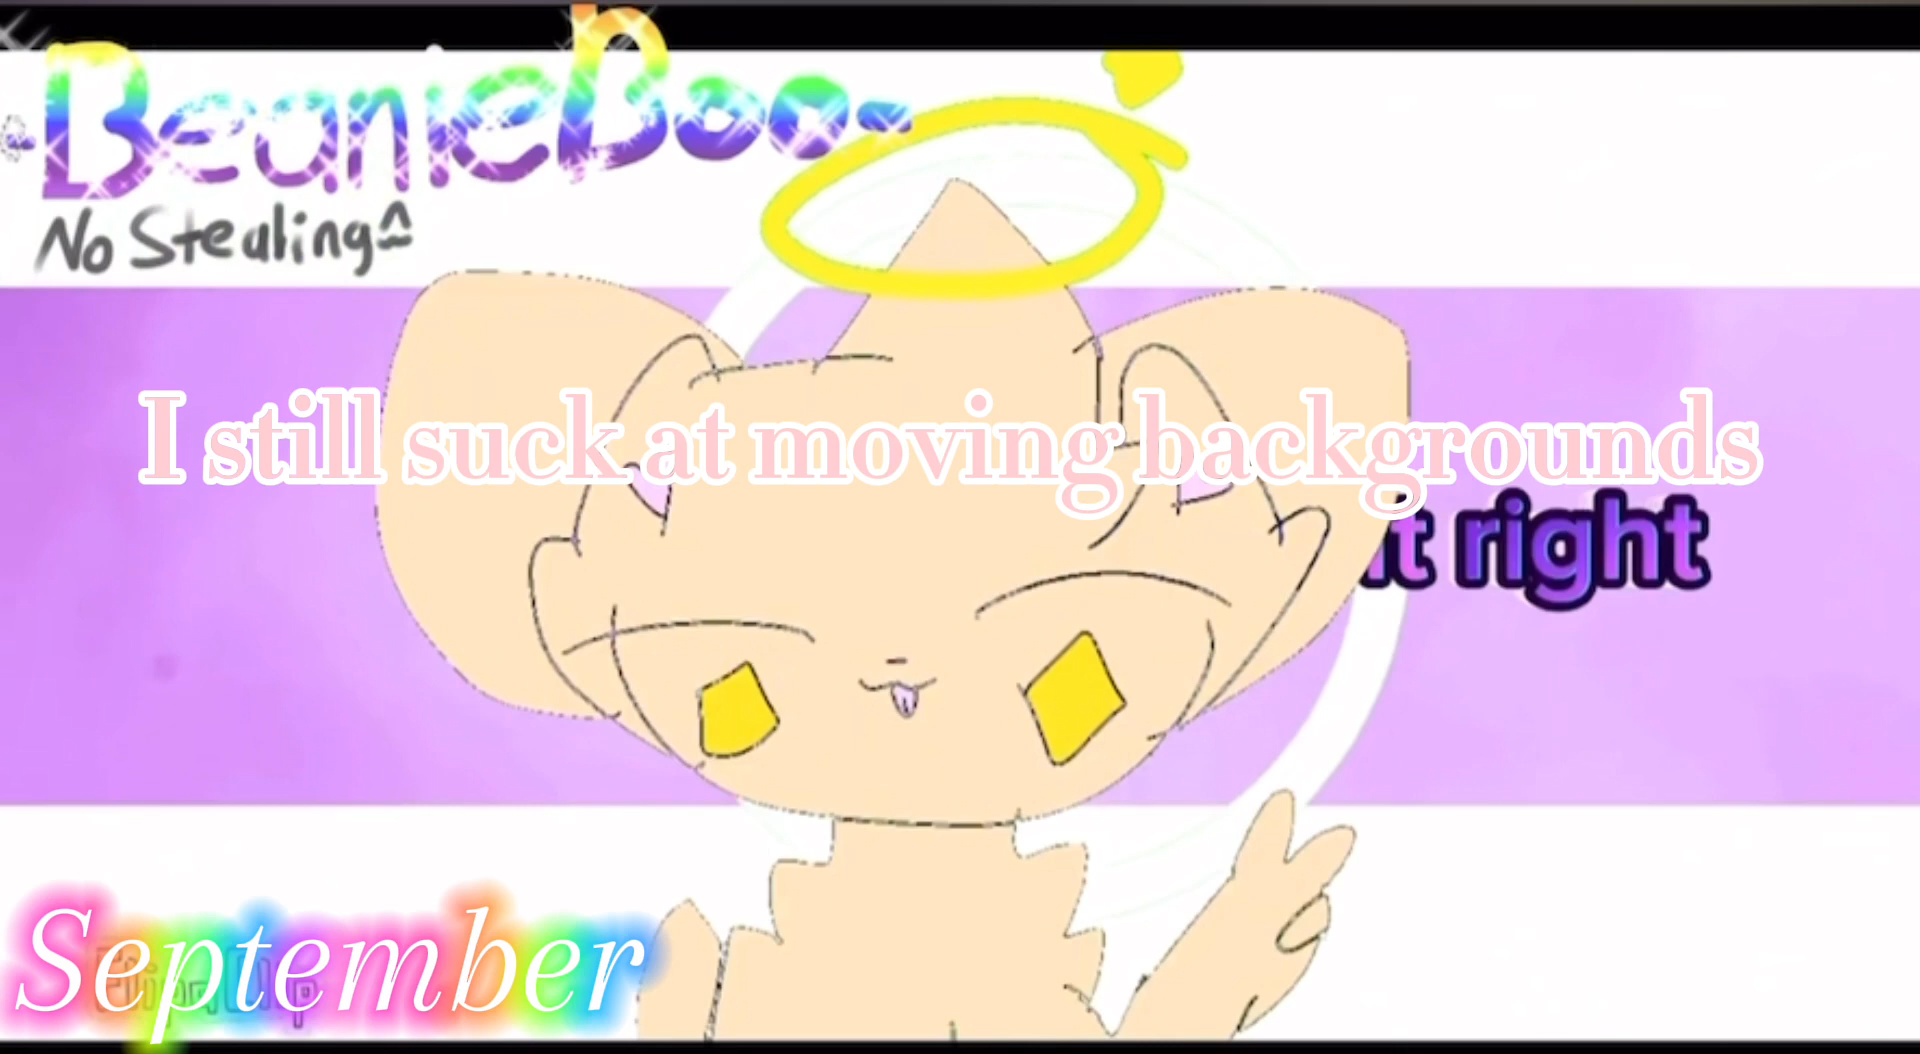 -BeanieBoo-
No Stealing^
I still suck at moving backgrounds
it right
September